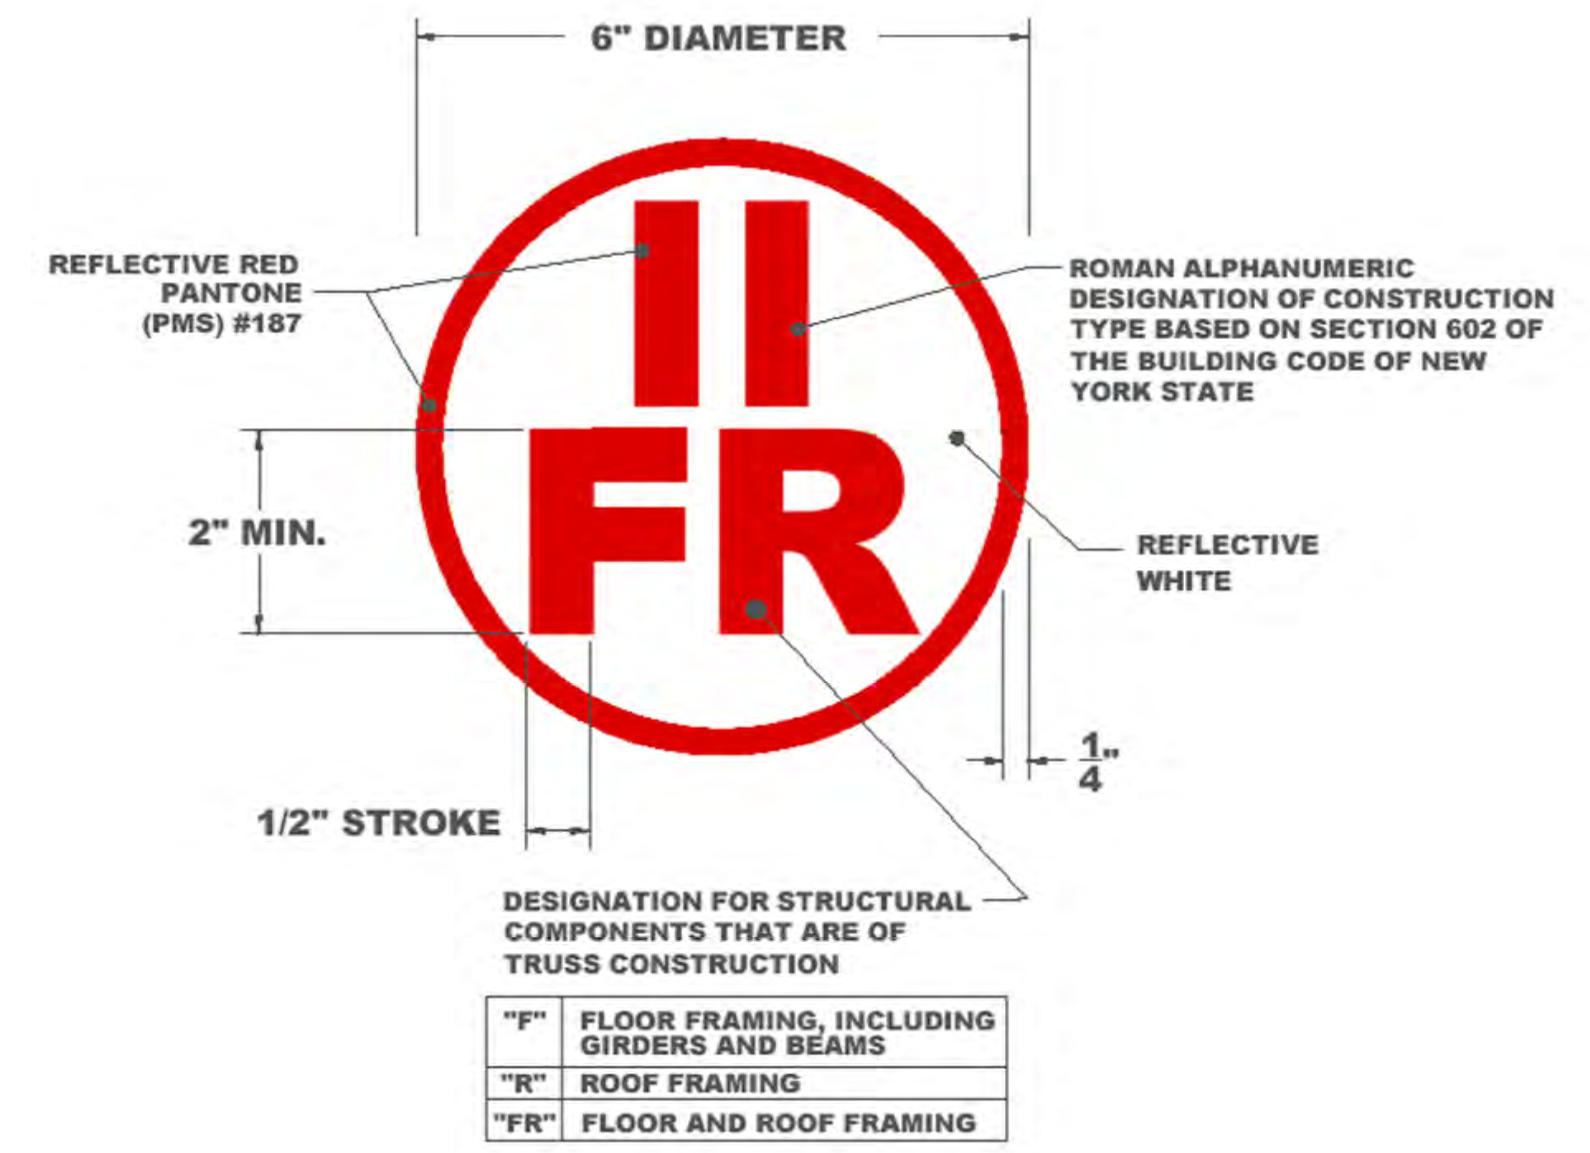 6" DIAMETER
REFLECTIVE RED
PANTONE
(PMS) #187
II
ROMAN ALPHANUMERIC
DESIGNATION OF CONSTRUCTION
TYPE BASED ON SECTION 602 OF
THE BUILDING CODE OF NEW
YORK STATE
FR
2" MIN.
REFLECTIVE
WHITE
1/4"
1/2" STROKE
DESIGNATION FOR STRUCTURAL
COMPONENTS THAT ARE OF
TRUSS CONSTRUCTION
"F" FLOOR FRAMING, INCLUDING
GIRDERS AND BEAMS
"R" ROOF FRAMING
"FR" FLOOR AND ROOF FRAMING